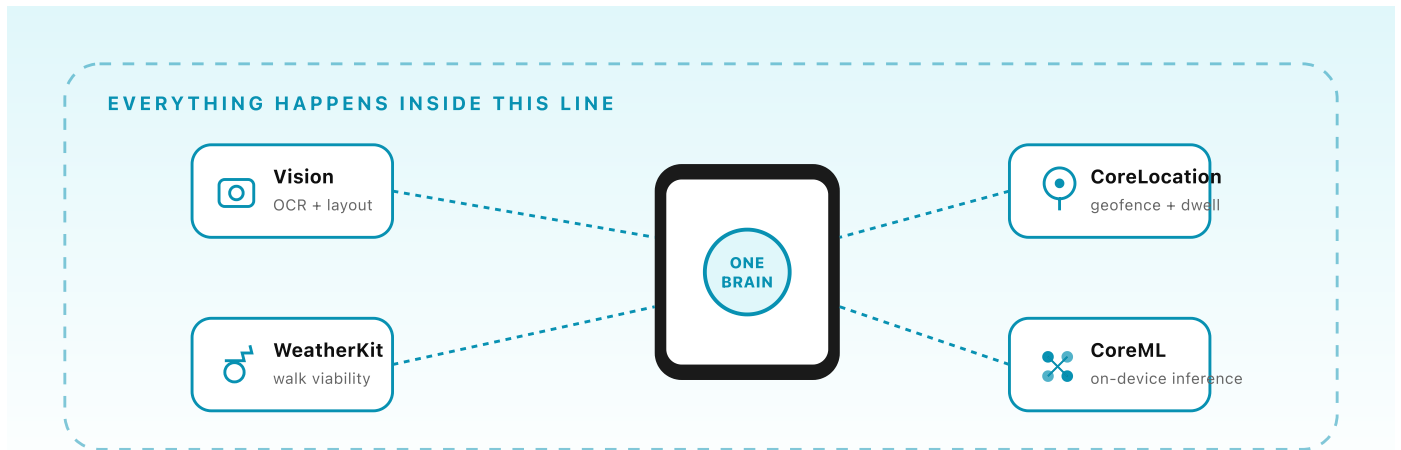 EVERYTHING HAPPENS INSIDE THIS LINE
Vision
OCR + layout
CoreLocation
geofence + dwell
ONE
BRAIN
WeatherKit
walk viability
CoreML
on-device inference